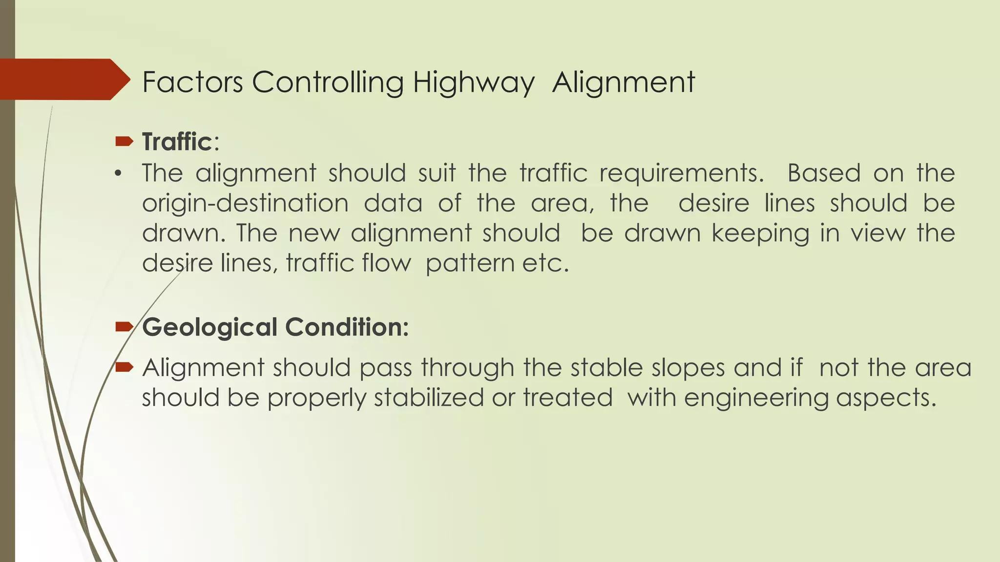 Factors Controlling Highway  Alignment
Traffic:
• The alignment should suit the traffic requirements.  Based on the
origin-destination data of the area, the  desire lines should be
drawn. The new alignment should  be drawn keeping in view the
desire lines, traffic flow  pattern etc.
Geological Condition:
Alignment should pass through the stable slopes and if  not the area
should be properly stabilized or treated  with engineering aspects.